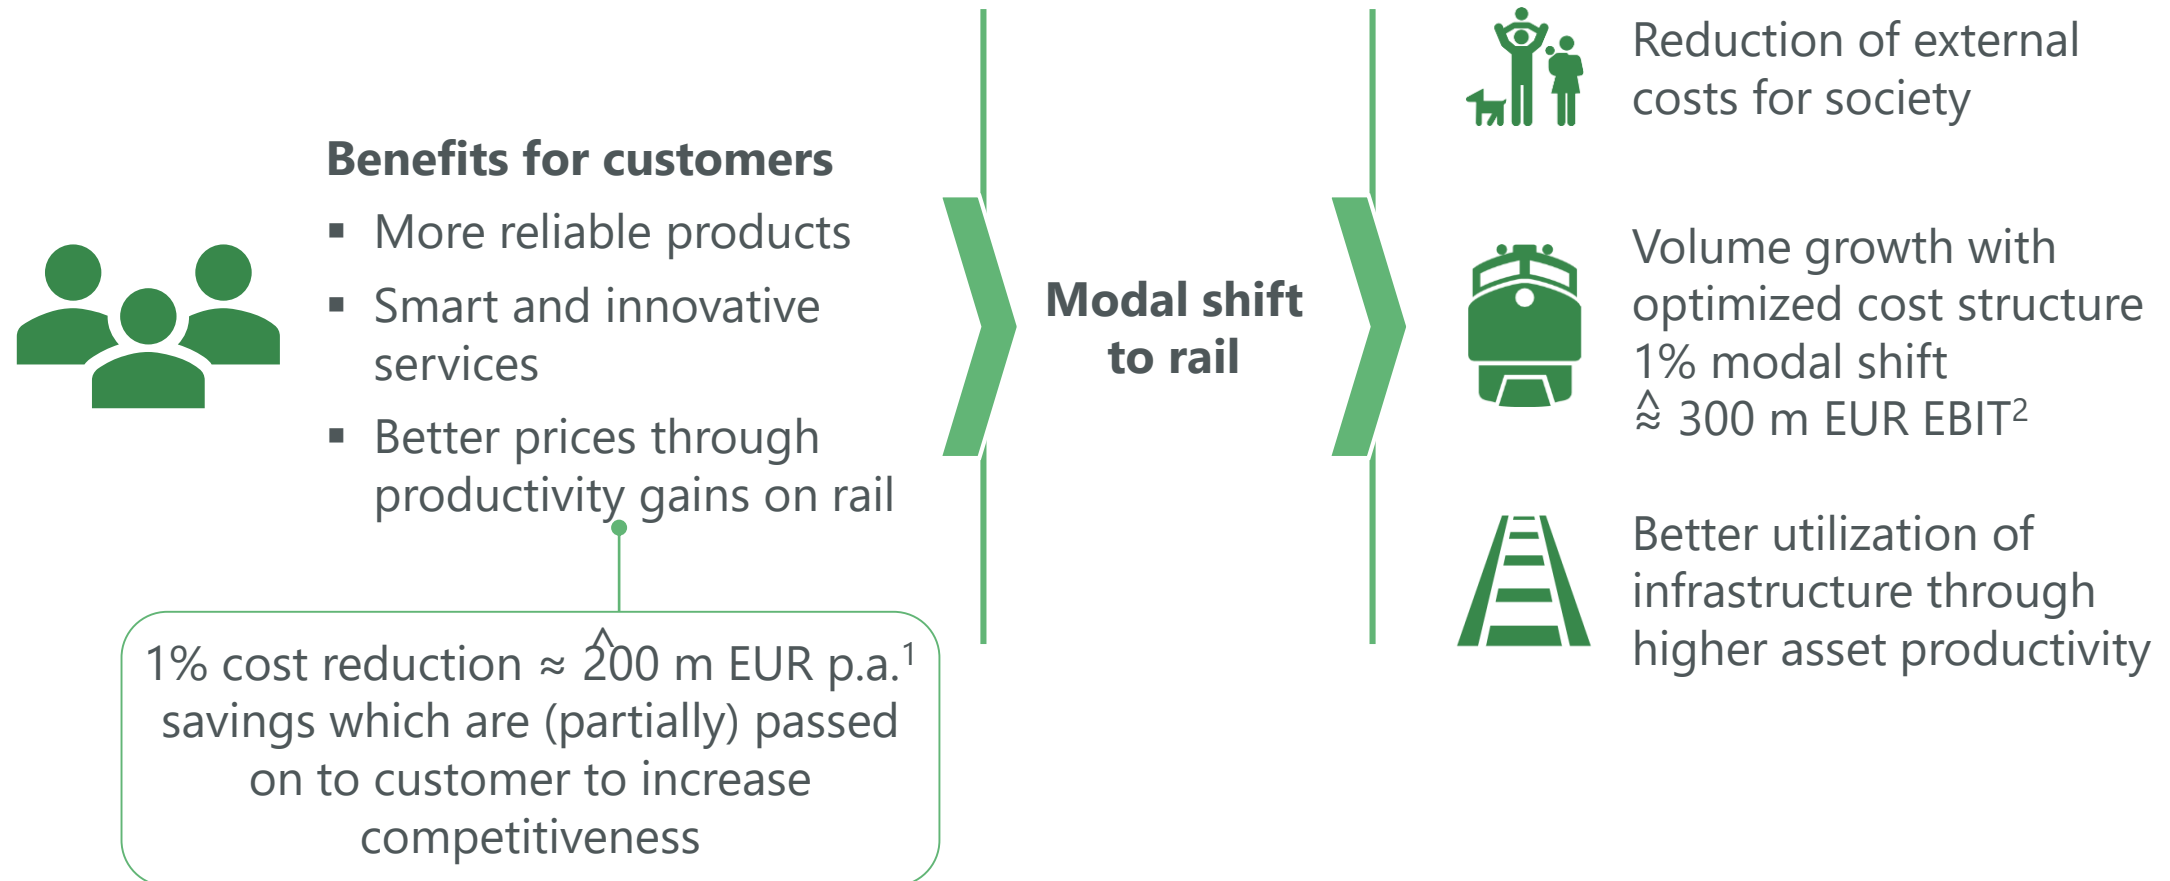 Benefits for customers
▪ More reliable products
▪ Smart and innovative
services
▪ Better prices through
productivity gains on rail
1% cost reduction ≈ 200 m EUR p.a.¹
^
savings which are (partially) passed
on to customer to increase
competitiveness
Modal shift
to rail
Reduction of external
costs for society
Volume growth with
optimized cost structure
1% modal shift
≈̂ 300 m EUR EBIT²
Better utilization of
infrastructure through
higher asset productivity